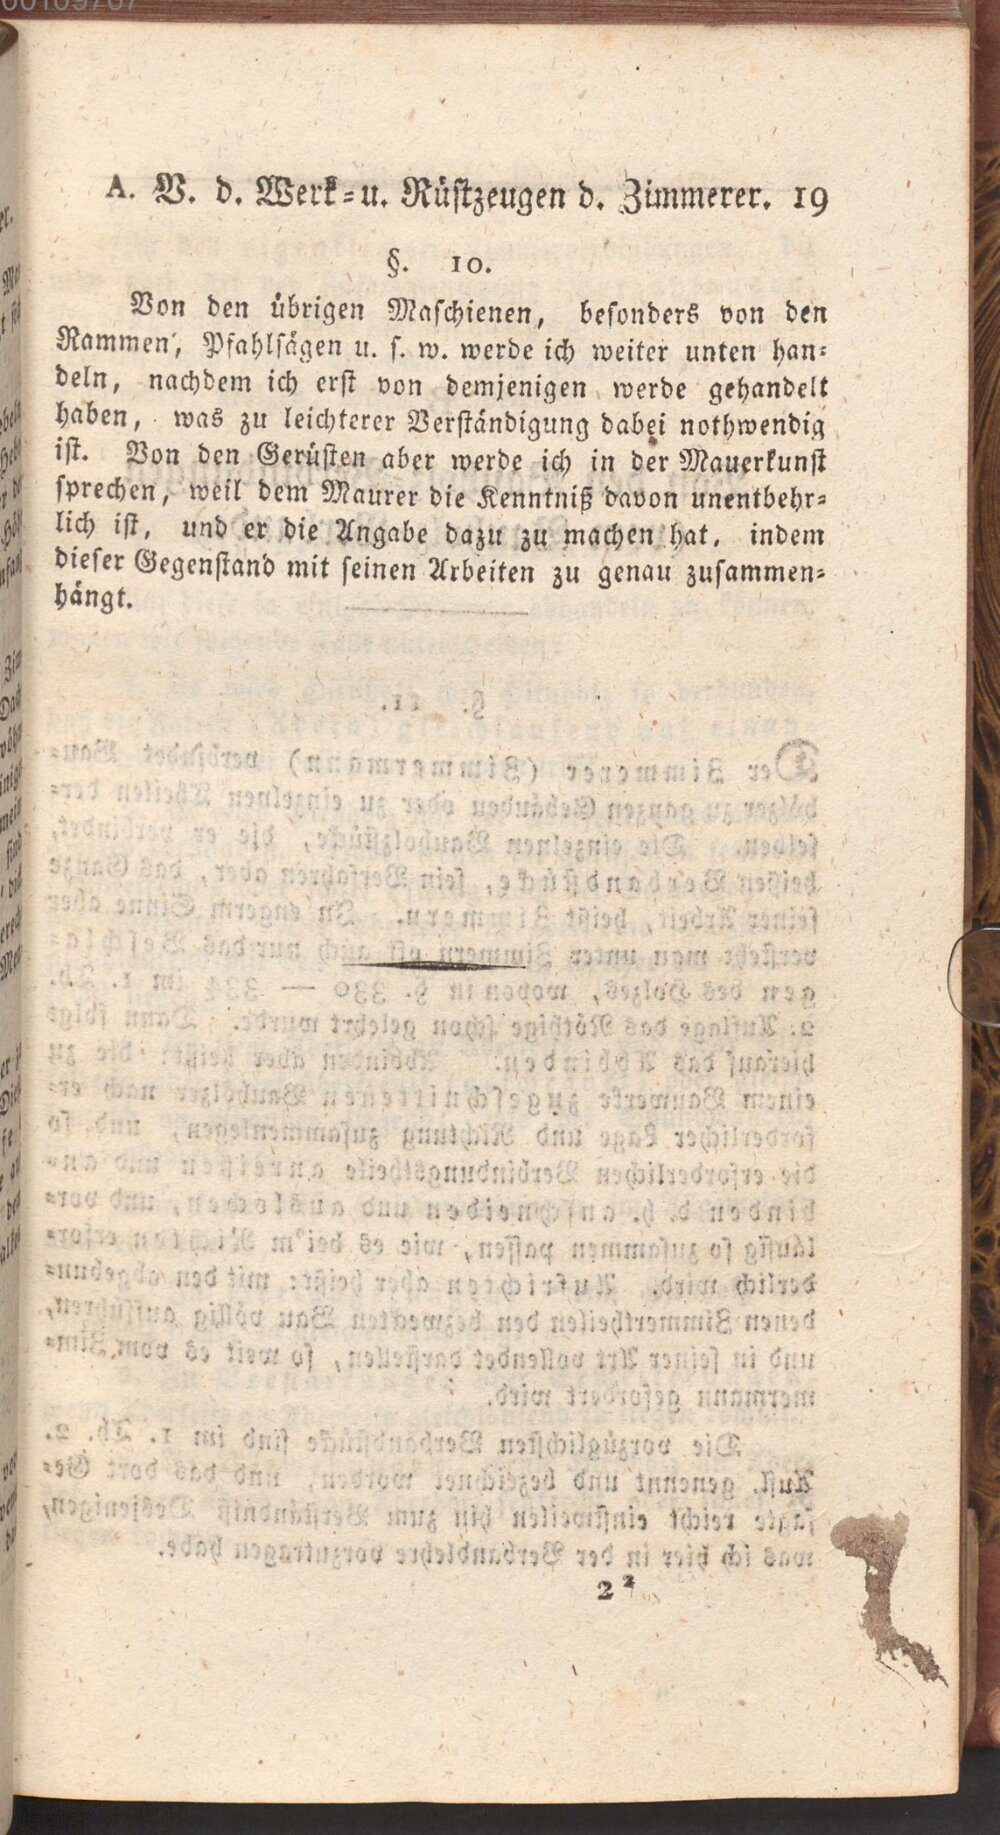 A. V. d. Werk-u. Rüstzeugen d. Zimmerer. 19
§. 10.
Von den übrigen Maschienen, besonders von den
Rammen, Pfahlsägen u. s. w. werde ich weiter unten han-
deln, nachdem ich erst von demjenigen werde gehandelt
haben, was zu leichterer Verständigung dabei nothwendig
ist. Von den Gerüsten aber werde ich in der Mauerkunst
sprechen, weil dem Maurer die Kenntniß davon unentbehr-
lich ist, und er die Angabe dazu zu machen hat, indem
dieser Gegenstand mit seinen Arbeiten zu genau zusammen-
hängt.
2 2